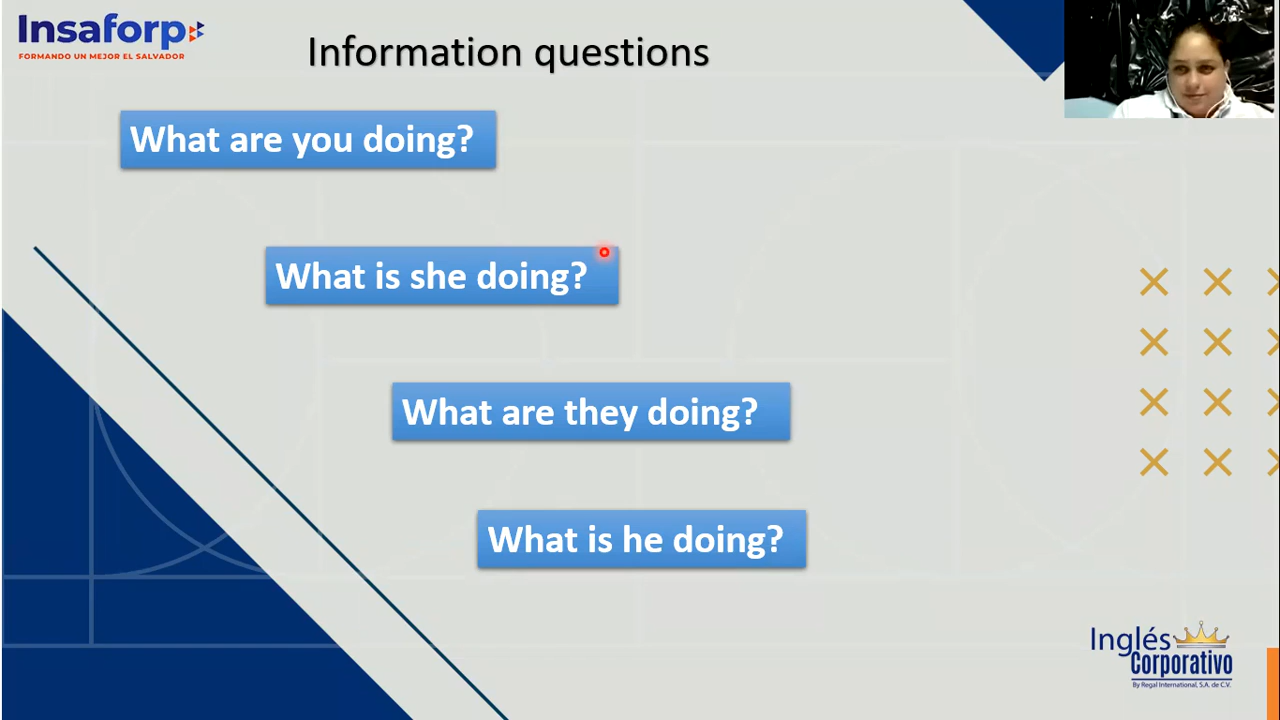 Insaforp
FORMANDO UN MEJOR EL SALVADOR
Information questions
What are you doing?
What is she doing?
What are they doing?
What is he doing?
Inglés
Corporativo
By Regal International, S.A. de C.V.